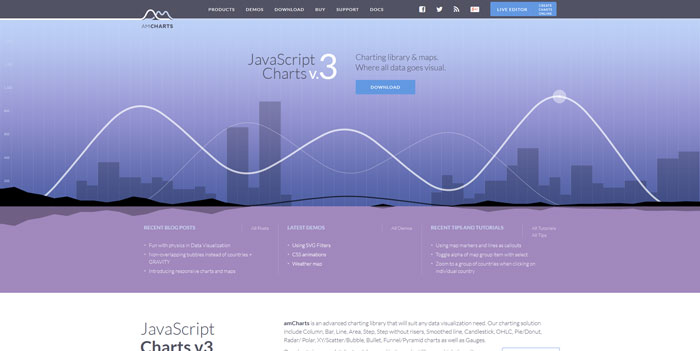 PRODUCTS DEMOS DOWNLOAD BUY SUPPORT DOCS
LIVE EDITOR
CREATE
CHARTS
ONLINE
AMCHARTS
JavaScript
Charts v.3
Charting library & maps.
Where all data goes visual.
DOWNLOAD
RECENT BLOG POSTS
All Posts
Fun with physics in Data Visualization
Non-overlapping bubbles instead of countries =
GRAVITY
Introducing responsive charts and maps
LATEST DEMOS
All Demos
Using SVG Filters
CSS animations
Weather map
RECENT TIPS AND TUTORIALS
All Tutorials
All Tips
Using map markers and lines as callouts
Toggle alpha of map group item with select
Zoom to a group of countries when clicking on
individual country
JavaScript
Charts v3
amCharts is an advanced charting library that will suit any data visualization need. Our charting solution
include Column, Bar, Line, Area, Step, Step without risers, Smoothed line, Candlestick, OHLC, Pie/Donut,
Radar/ Polar, XY/Scatter/Bubble, Bullet, Funnel/Pyramid charts as well as Gauges.